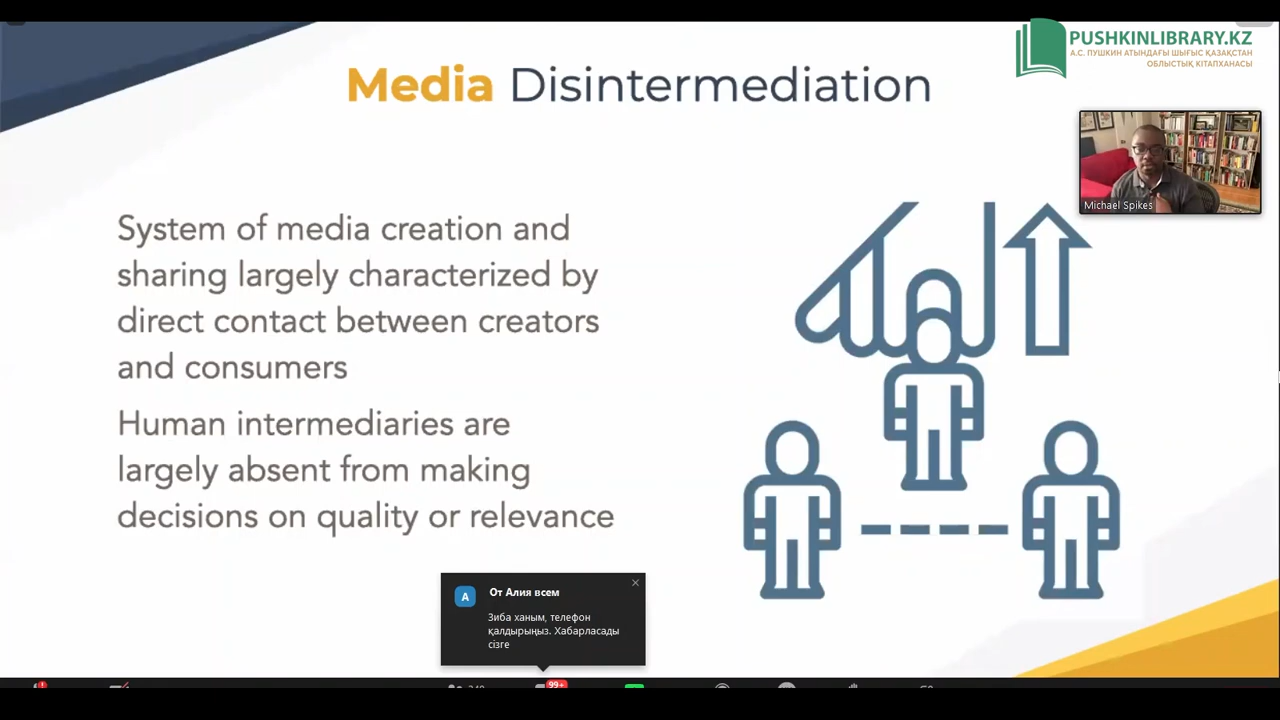 PUSHKINLIBRARY.KZ
А.С. ПУШКИН АТЫНДАҒЫ ШЫҒЫС ҚАЗАҚСТАН
ОБЛЫСТЫҚ КІТАПХАНАСЫ
Media Disintermediation
Michael Spikes
System of media creation and
sharing largely characterized by
direct contact between creators
and consumers
Human intermediaries are
largely absent from making
decisions on quality or relevance
А
От Алия всем
Зиба ханым, телефон
қалдырыңыз. Хабарласады
сізге
99+